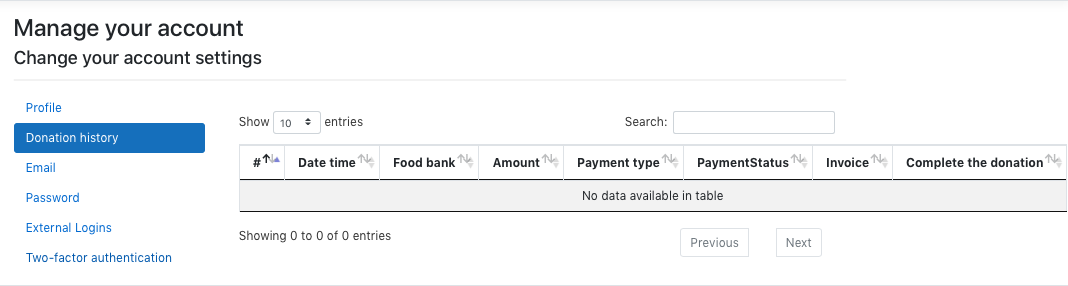 Manage your account
Change your account settings
Profile
Donation history
Email
Password
External Logins
Two-factor authentication
Show 10 entries
Search:
# Date time Food bank Amount Payment type PaymentStatus Invoice Complete the donation
No data available in table
Showing 0 to 0 of 0 entries
Previous Next